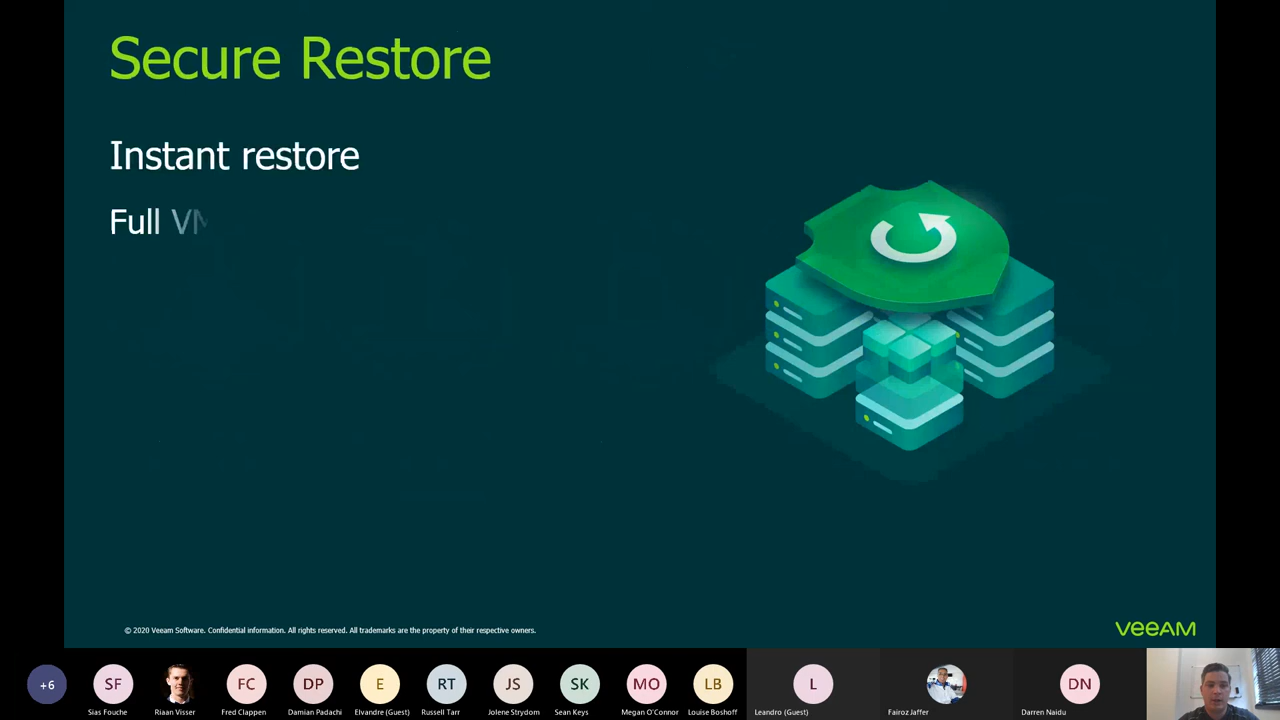 Secure Restore
Instant restore
Full
© 2020 Veeam Software. Confidential information. All rights reserved. All trademarks are the property of their respective owners.
VEEAM
+6
SF
FC
DP
E
RT
JS
SK
MO
LB
L
DN
Sias Fouche
Riaan Visser
Fred Clappen
Damian Padachi
Elvandre (Guest)
Russell Tarr
Jolene Strydom
Sean Keys
Megan O'Connor
Louise Boshoff
Leandro (Guest)
Fairoz Jaffer
Darren Naidu